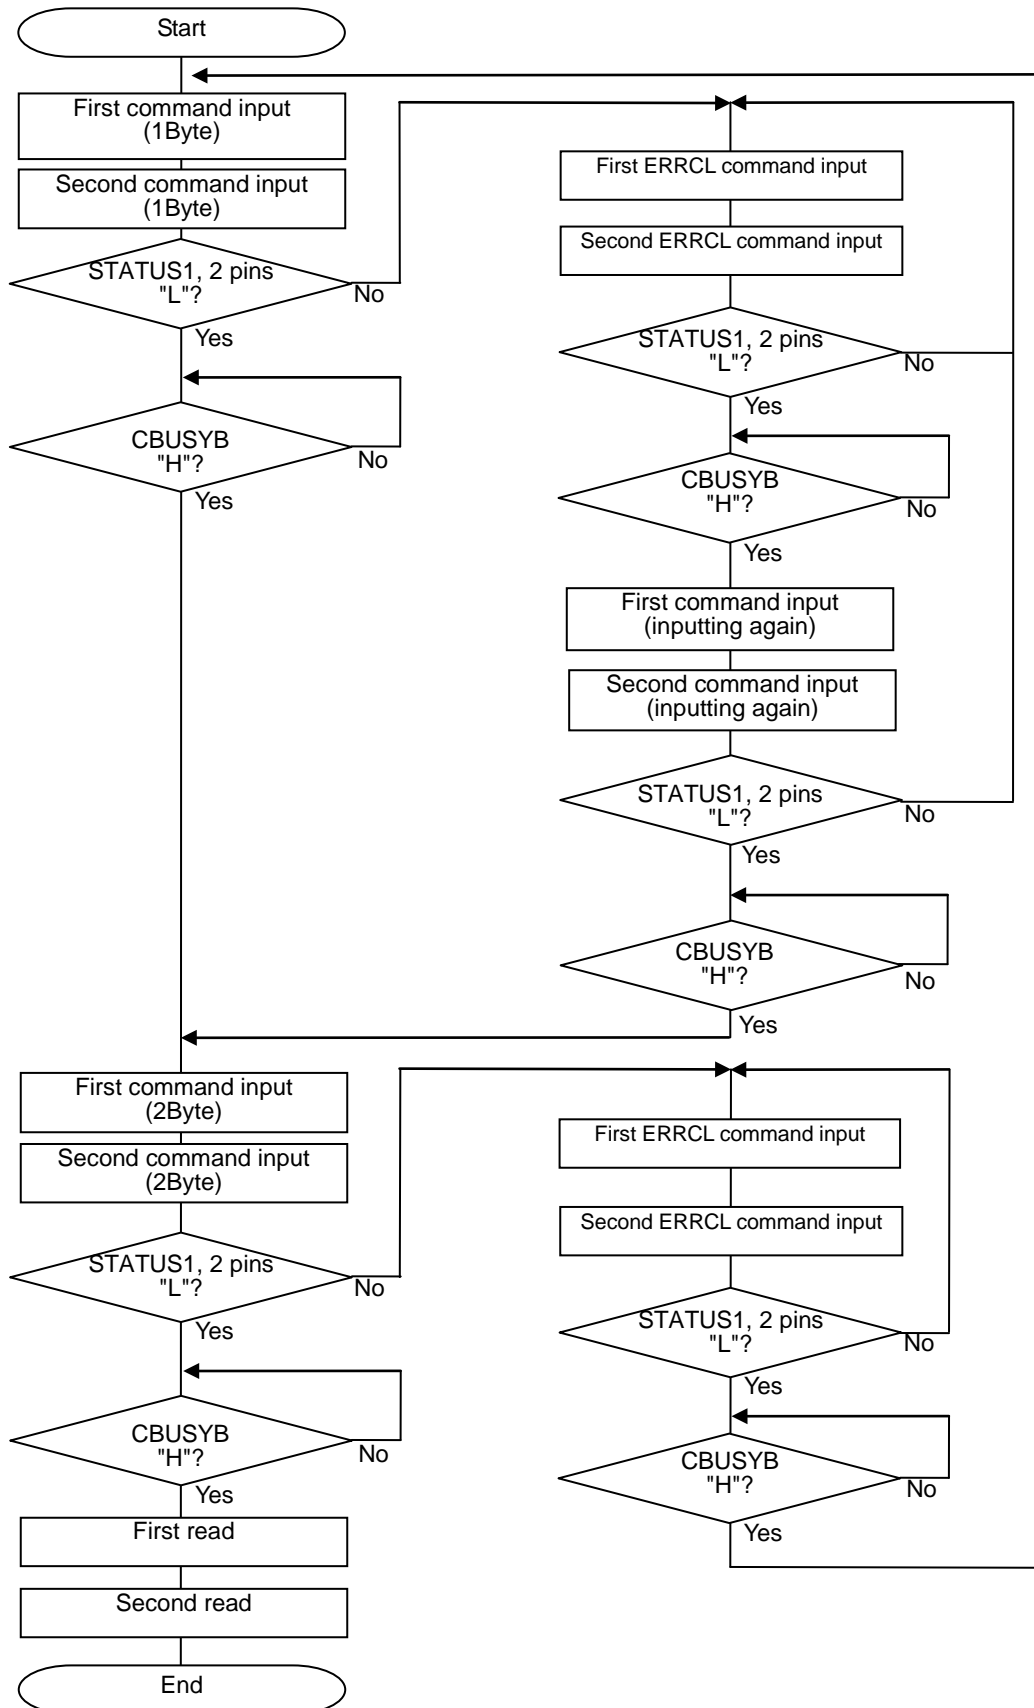 Start
First command input
(1Byte)
Second command input
(1Byte)
STATUS1, 2 pins
"L"?
No
Yes
CBUSYB
"H"?
No
Yes
First ERRCL command input
Second ERRCL command input
STATUS1, 2 pins
"L"?
No
Yes
CBUSYB
"H"?
No
Yes
First command input
(inputting again)
Second command input
(inputting again)
STATUS1, 2 pins
"L"?
No
Yes
CBUSYB
"H"?
No
Yes
First command input
(2Byte)
Second command input
(2Byte)
STATUS1, 2 pins
"L"?
No
Yes
CBUSYB
"H"?
No
Yes
First read
Second read
End
First ERRCL command input
Second ERRCL command input
STATUS1, 2 pins
"L"?
No
Yes
CBUSYB
"H"?
No
Yes